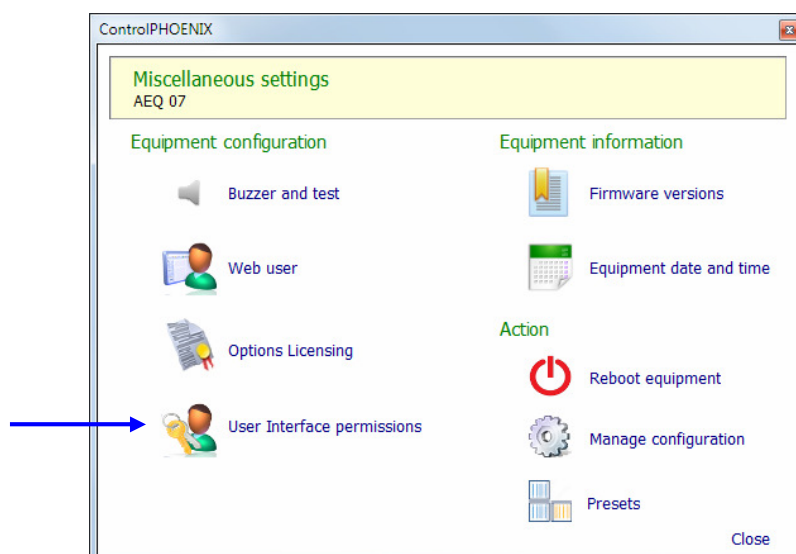 ControlPHOENIX
Miscellaneous settings
AEQ 07
Equipment configuration
Buzzer and test
Web user
Options Licensing
User Interface permissions
Equipment information
Firmware versions
Equipment date and time
Action
Reboot equipment
Manage configuration
Presets
Close